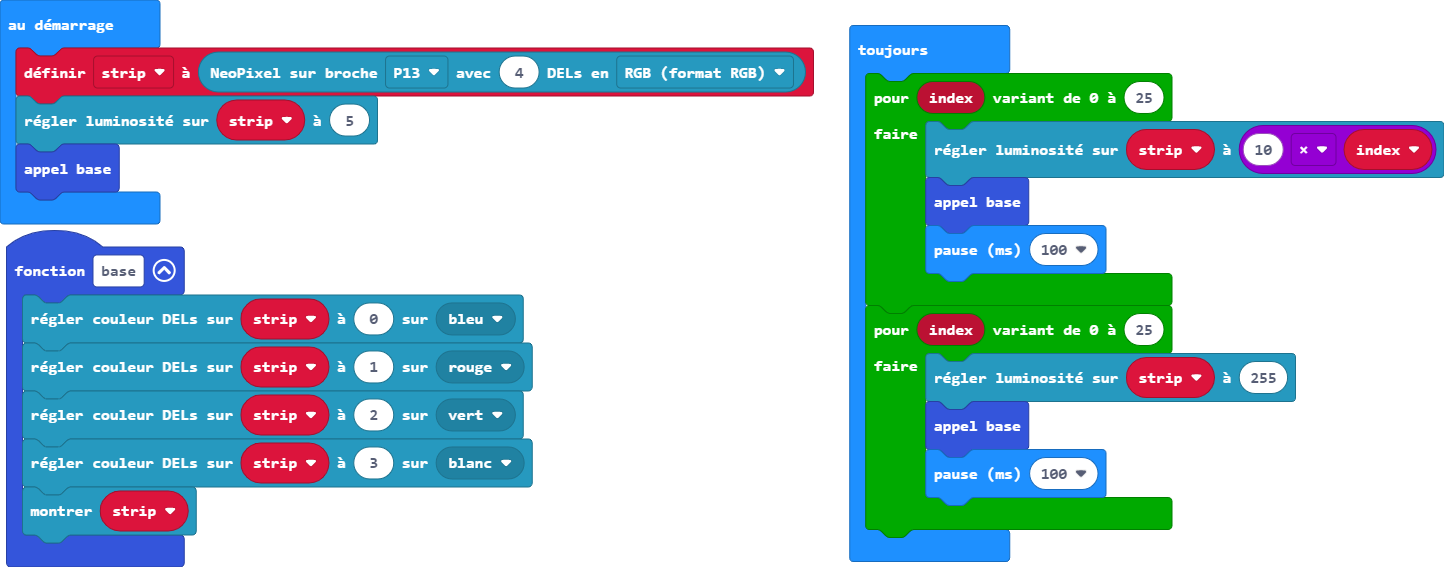 au démarrage
définir strip à NeoPixel sur broche P13 avec 4 DELs en RGB (format RGB)
régler luminosité sur strip à 5
appel base
fonction base
régler couleur DELs sur strip à 0 sur bleu
régler couleur DELs sur strip à 1 sur rouge
régler couleur DELs sur strip à 2 sur vert
régler couleur DELs sur strip à 3 sur blanc
montrer strip
toujours
pour index variant de 0 à 25
faire
régler luminosité sur strip à 10 × index
appel base
pause (ms) 100
pour index variant de 0 à 25
faire
régler luminosité sur strip à 255
appel base
pause (ms) 100